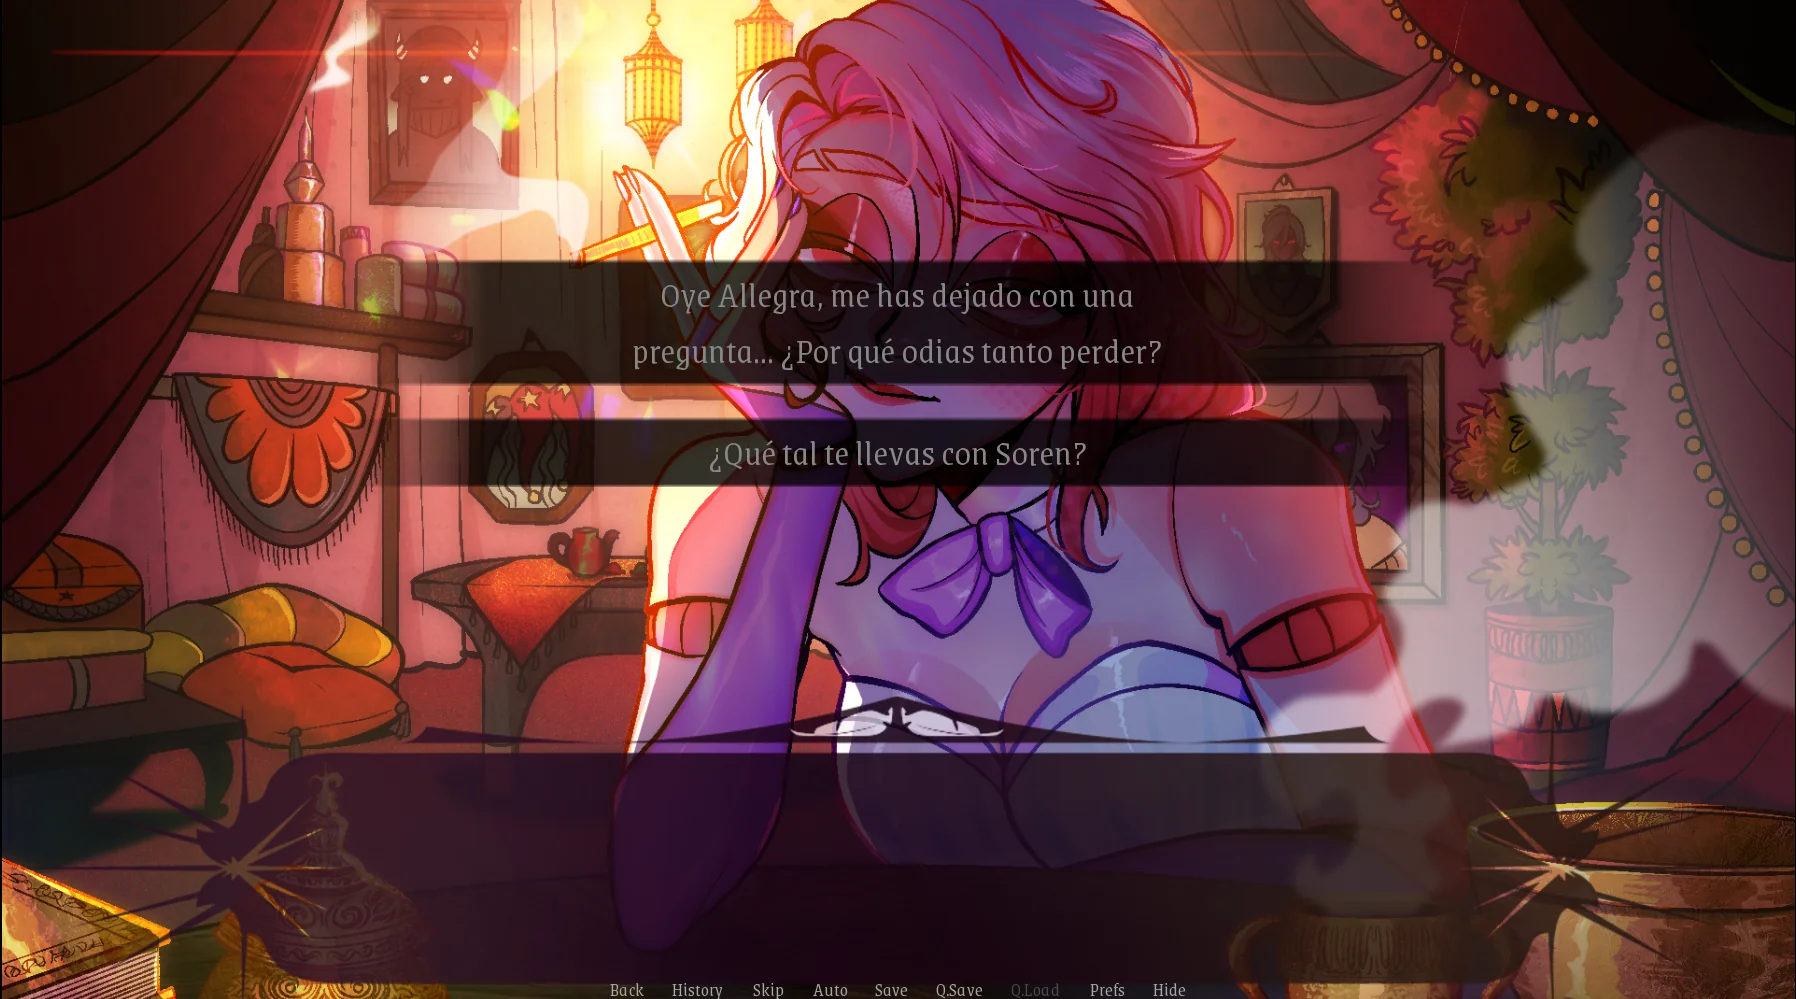 Oye Allegra, me has dejado con una
pregunta... ¿Por qué odias tanto perder?
¿Qué tal te llevas con Soren?
Back History Skip Auto Save Q.Save Q.Load Prefs Hide